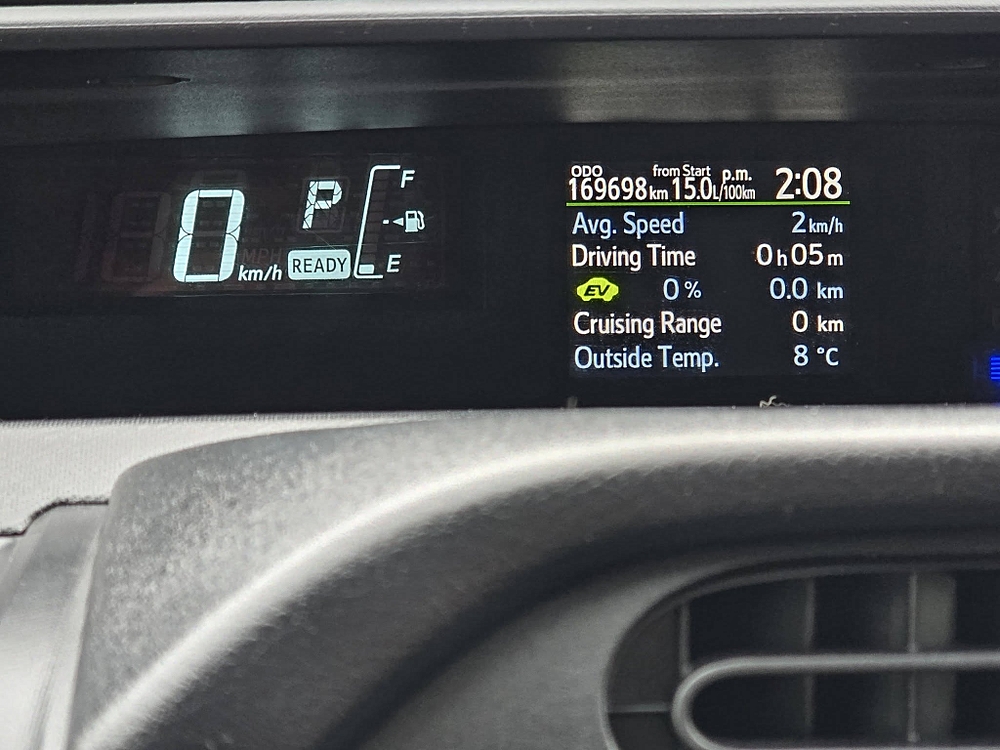 0 km/h
P
READY
F
E
ODO from Start p.m.
169698 km 15.0 L/100km 2:08
Avg. Speed 2 km/h
Driving Time 0 h 05 m
EV 0 % 0.0 km
Cruising Range 0 km
Outside Temp. 8 °C